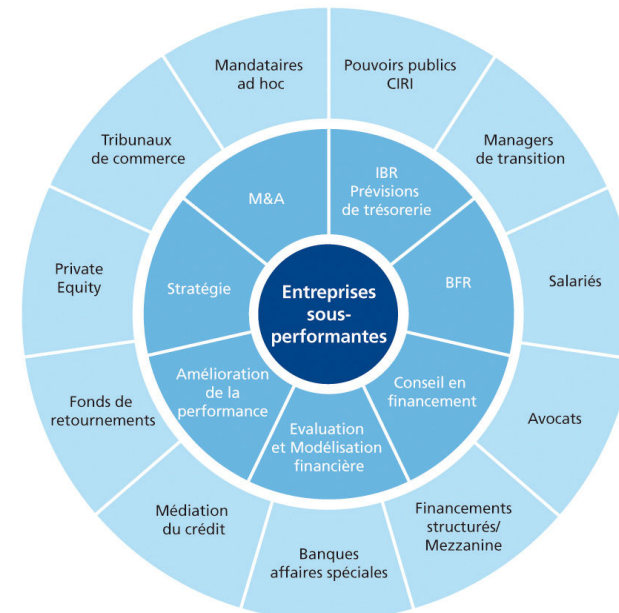 Mandataires
ad hoc
Pouvoirs publics
CIRI
Managers
de transition
Salariés
Avocats
Financements
structurés/
Mezzanine
Banques
affaires spéciales
Médiation
du crédit
Fonds de
retournements
Private
Equity
Tribunaux
de commerce
M&A
IBR
Prévisions
de trésorerie
BFR
Conseil en
financement
Evaluation
et Modélisation
financière
Amélioration
de la
performance
Stratégie
Entreprises
sous-
performantes